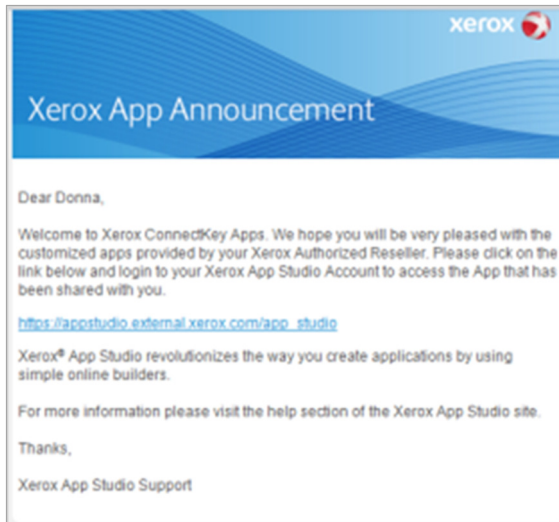 xerox
Xerox App Announcement
Dear Donna,
Welcome to Xerox ConnectKey Apps. We hope you will be very pleased with the
customized apps provided by your Xerox Authorized Reseller. Please click on the
link below and login to your Xerox App Studio Account to access the App that has
been shared with you.
https://appstudio.external.xerox.com/app_studio
Xerox® App Studio revolutionizes the way you create applications by using
simple online builders.
For more information please visit the help section of the Xerox App Studio site.
Thanks,
Xerox App Studio Support